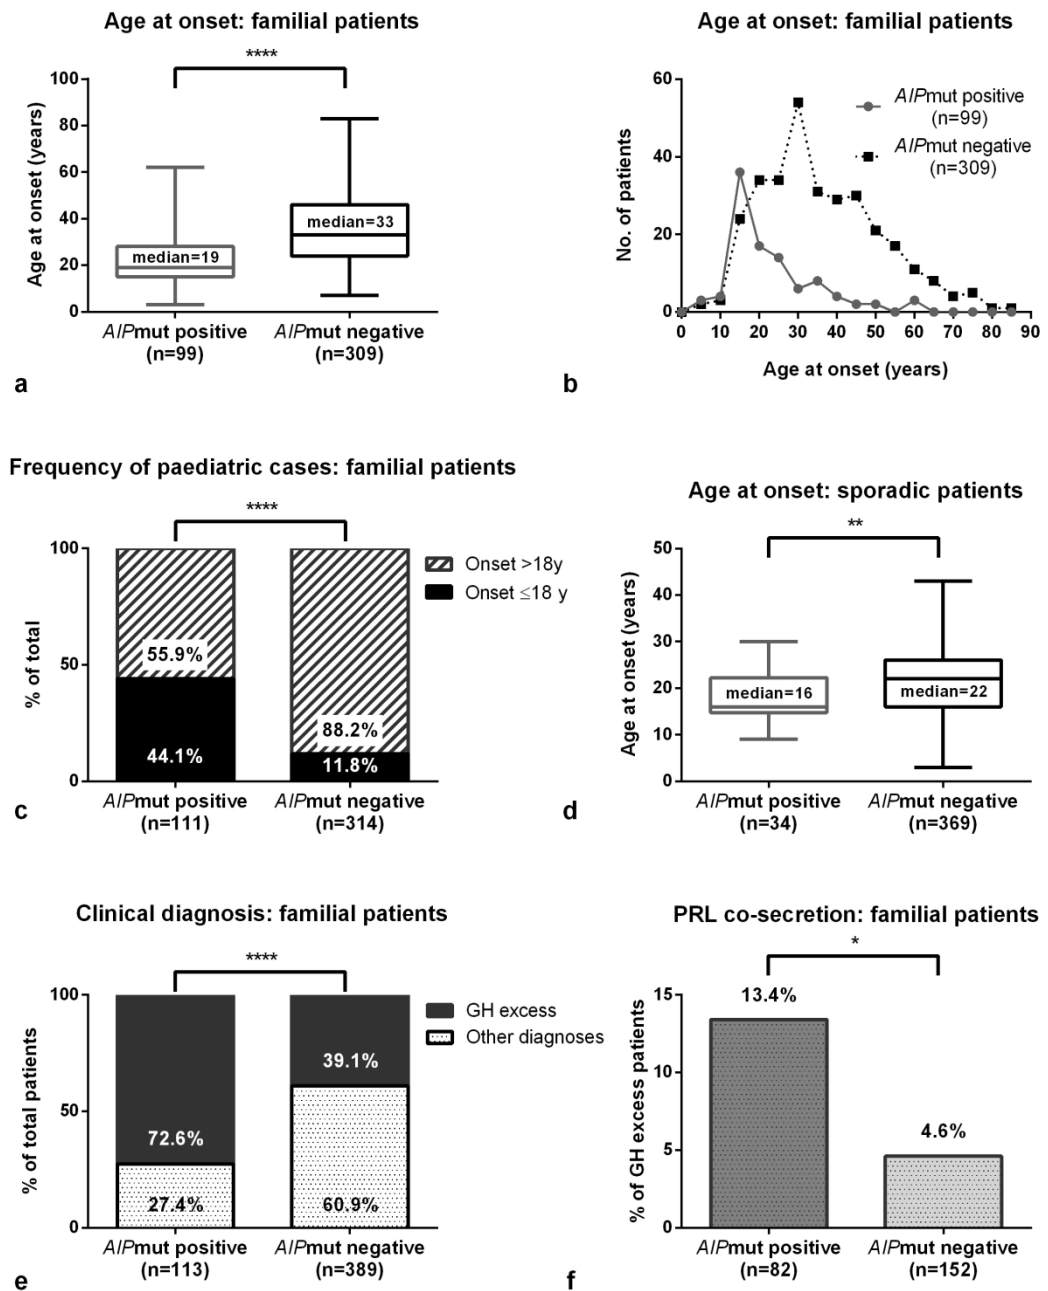 Age at onset: familial patients
****
100
80
60
40
20
0
Age at onset (years)
median=19
median=33
AIPmut positive
(n=99)
AIPmut negative
(n=309)
a
Age at onset: familial patients
60
40
20
0
No. of patients
AIPmut positive
(n=99)
AIPmut negative
(n=309)
0 10 20 30 40 50 60 70 80 90
Age at onset (years)
b
Frequency of paediatric cases: familial patients
****
100
50
0
% of total
Onset >18y
Onset ≤18 y
55.9%
44.1%
88.2%
11.8%
AIPmut positive
(n=111)
AIPmut negative
(n=314)
c
Age at onset: sporadic patients
**
50
40
30
20
10
0
Age at onset (years)
median=16
median=22
AIPmut positive
(n=34)
AIPmut negative
(n=369)
d
Clinical diagnosis: familial patients
****
100
50
0
% of total patients
GH excess
Other diagnoses
72.6%
27.4%
39.1%
60.9%
AIPmut positive
(n=113)
AIPmut negative
(n=389)
e
PRL co-secretion: familial patients
*
15
10
5
0
% of GH excess patients
13.4%
4.6%
AIPmut positive
(n=82)
AIPmut negative
(n=152)
f